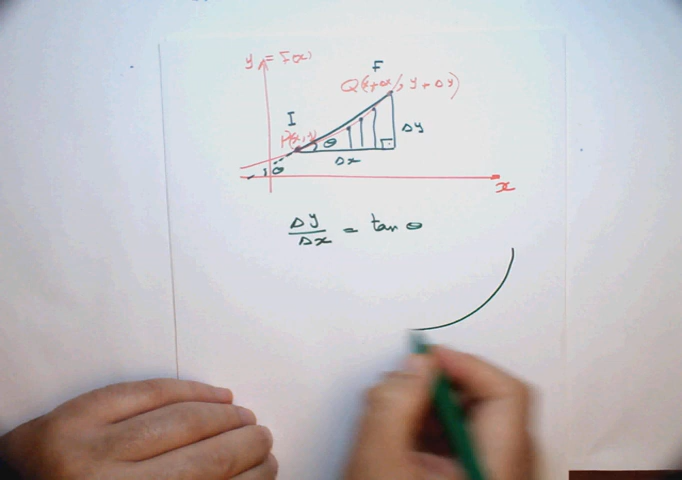 y = f(x)
F
Q(x+Δx, y+Δy)
I
P(x,y)
θ
Δy
θ
Δx
x
Δy/Δx = tan θ